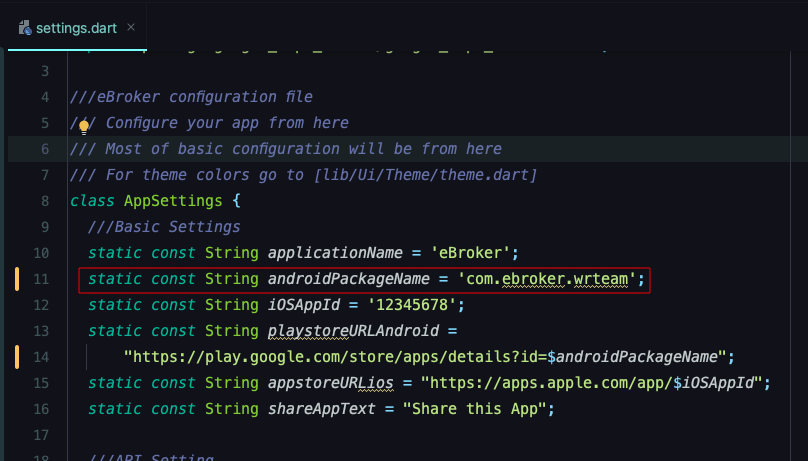 settings.dart ×
3
4 ///eBroker configuration file
5 /// Configure your app from here
6 /// Most of basic configuration will be from here
7 /// For theme colors go to [lib/Ui/Theme/theme.dart]
8 class AppSettings {
9 ///Basic Settings
10 static const String applicationName = 'eBroker';
11 static const String androidPackageName = 'com.ebroker.wrteam';
12 static const String iOSAppId = '12345678';
13 static const String playstoreURLAndroid =
14 "https://play.google.com/store/apps/details?id=$androidPackageName";
15 static const String appstoreURLios = "https://apps.apple.com/app/$iOSAppId";
16 static const String shareAppText = "Share this App";
17
18 ///API Setting